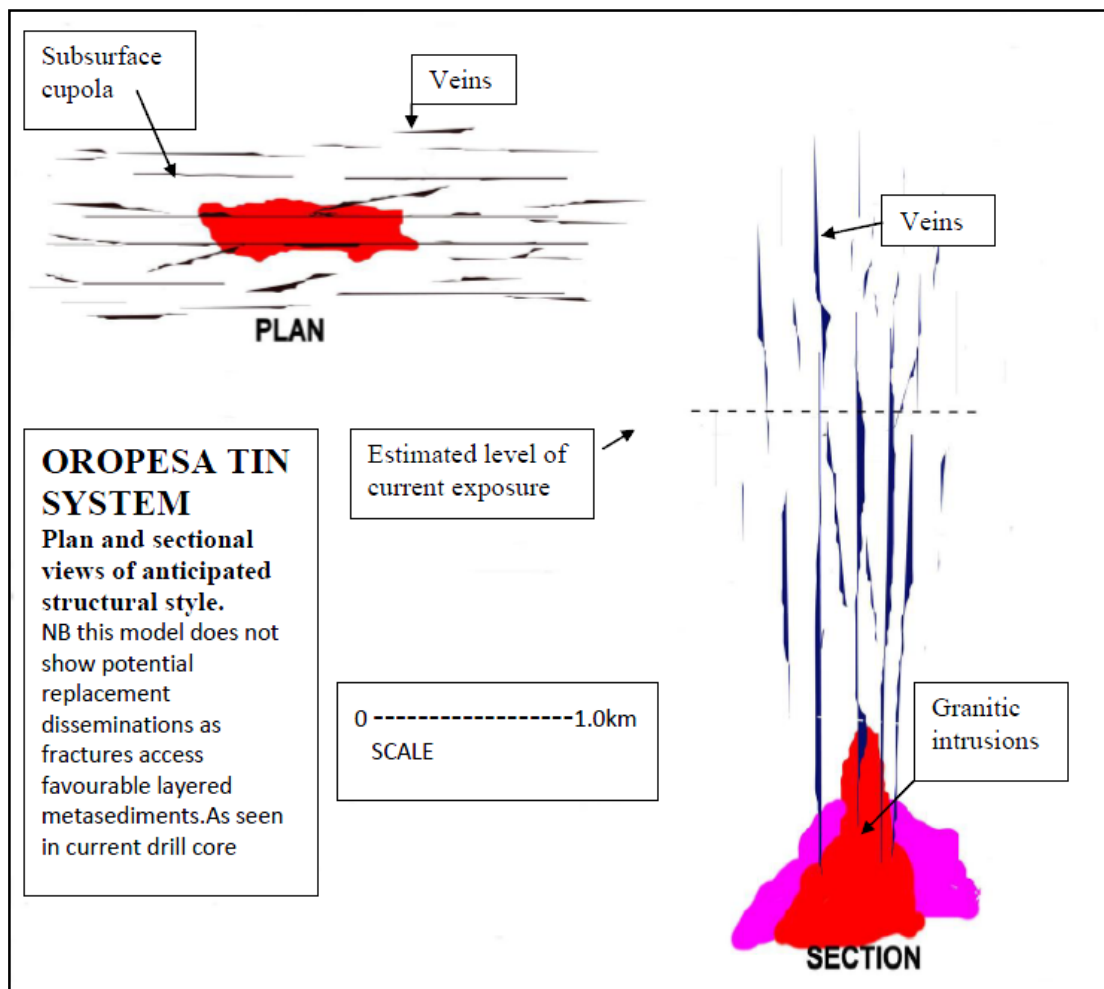 Subsurface
cupola
Veins
PLAN
Veins
OROPESA TIN
SYSTEM
Plan and sectional
views of anticipated
structural style.
NB this model does not
show potential
replacement
disseminations as
fractures access
favourable layered
metasediments.As seen
in current drill core
Estimated level of
current exposure
0 -------------------1.0km
SCALE
Granitic
intrusions
SECTION